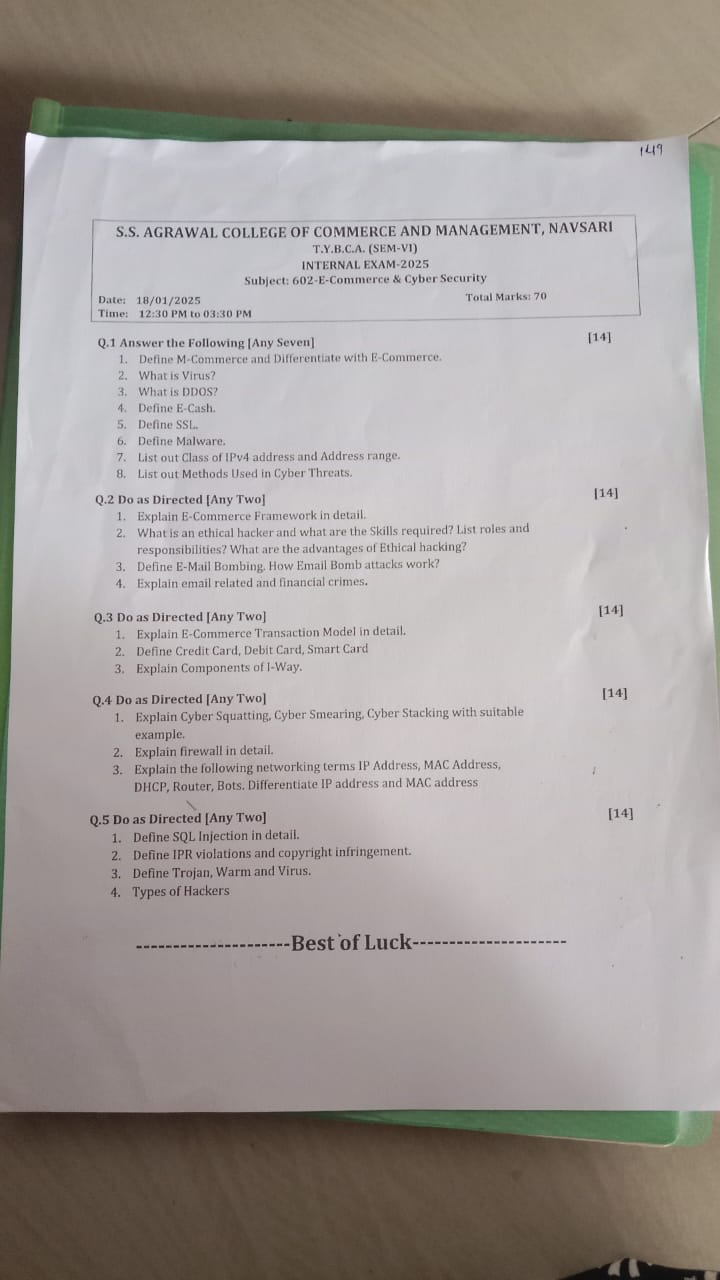 149
S.S. AGRAWAL COLLEGE OF COMMERCE AND MANAGEMENT, NAVSARI
T.Y.B.C.A. (SEM-VI)
INTERNAL EXAM-2025
Subject: 602-E-Commerce & Cyber Security
Date: 18/01/2025 Total Marks: 70
Time: 12:30 PM to 03:30 PM
Q.1 Answer the Following [Any Seven] [14]
1. Define M-Commerce and Differentiate with E-Commerce.
2. What is Virus?
3. What is DDOS?
4. Define E-Cash.
5. Define SSL.
6. Define Malware.
7. List out Class of IPv4 address and Address range.
8. List out Methods Used in Cyber Threats.
Q.2 Do as Directed [Any Two] [14]
1. Explain E-Commerce Framework in detail.
2. What is an ethical hacker and what are the Skills required? List roles and
responsibilities? What are the advantages of Ethical hacking?
3. Define E-Mail Bombing. How Email Bomb attacks work?
4. Explain email related and financial crimes.
Q.3 Do as Directed [Any Two] [14]
1. Explain E-Commerce Transaction Model in detail.
2. Define Credit Card, Debit Card, Smart Card
3. Explain Components of I-Way.
Q.4 Do as Directed [Any Two] [14]
1. Explain Cyber Squatting, Cyber Smearing, Cyber Stacking with suitable
example.
2. Explain firewall in detail.
3. Explain the following networking terms IP Address, MAC Address,
DHCP, Router, Bots. Differentiate IP address and MAC address
Q.5 Do as Directed [Any Two] [14]
1. Define SQL Injection in detail.
2. Define IPR violations and copyright infringement.
3. Define Trojan, Warm and Virus.
4. Types of Hackers
---------------------Best of Luck---------------------